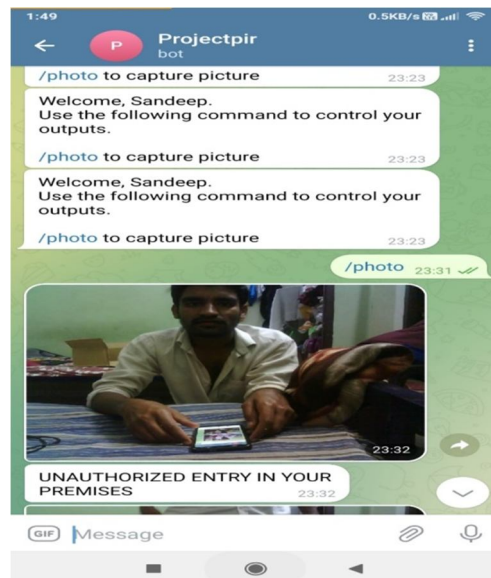 1:49 0.5KB/s
P
Projectpir
bot
/photo to capture picture 23:23
Welcome, Sandeep.
Use the following command to control your
outputs.
/photo to capture picture 23:23
Welcome, Sandeep.
Use the following command to control your
outputs.
/photo to capture picture 23:23
/photo 23:31
23:32
UNAUTHORIZED ENTRY IN YOUR
PREMISES 23:32
GIF Message